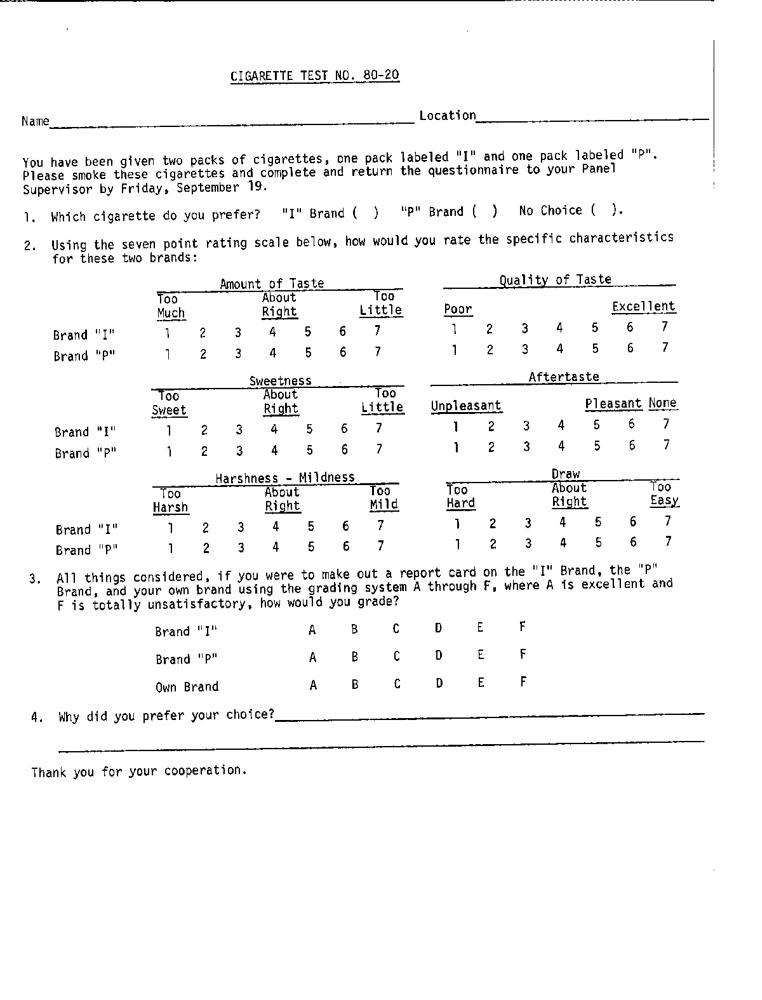 CIGARETTE TEST NO. 80-20
Name Location
You have been given two packs of cigarettes, one pack labeled "I" and one pack labeled "P".
Please smoke these cigarettes and complete and return the questionnaire to your Panel
Supervisor by Friday, September 19.
1. Which cigarette do you prefer? "I" Brand ( ) "P" Brand ( ) No Choice ( ).
2. Using the seven point rating scale below, how would you rate the specific characteristics
for these two brands:
Amount of Taste Quality of Taste
Too About Too
Much Right Little Poor Excellent
Brand "I" 1 2 3 4 5 6 7 1 2 3 4 5 6 7
Brand "P" 1 2 3 4 5 6 7 1 2 3 4 5 6 7
Sweetness Aftertaste
Too About Too
Sweet Right Little Unpleasant Pleasant None
Brand "I" 1 2 3 4 5 6 7 1 2 3 4 5 6 7
Brand "P" 1 2 3 4 5 6 7 1 2 3 4 5 6 7
Harshness - Mildness Draw
Too About Too Too About Too
Harsh Right Mild Hard Right Easy
Brand "I" 1 2 3 4 5 6 7 1 2 3 4 5 6 7
Brand "P" 1 2 3 4 5 6 7 1 2 3 4 5 6 7
3. All things considered, if you were to make out a report card on the "I" Brand, the "P"
Brand, and your own brand using the grading system A through F, where A is excellent and
F is totally unsatisfactory, how would you grade?
Brand "I" A B C D E F
Brand "P" A B C D E F
Own Brand A B C D E F
4. Why did you prefer your choice?
Thank you for your cooperation.